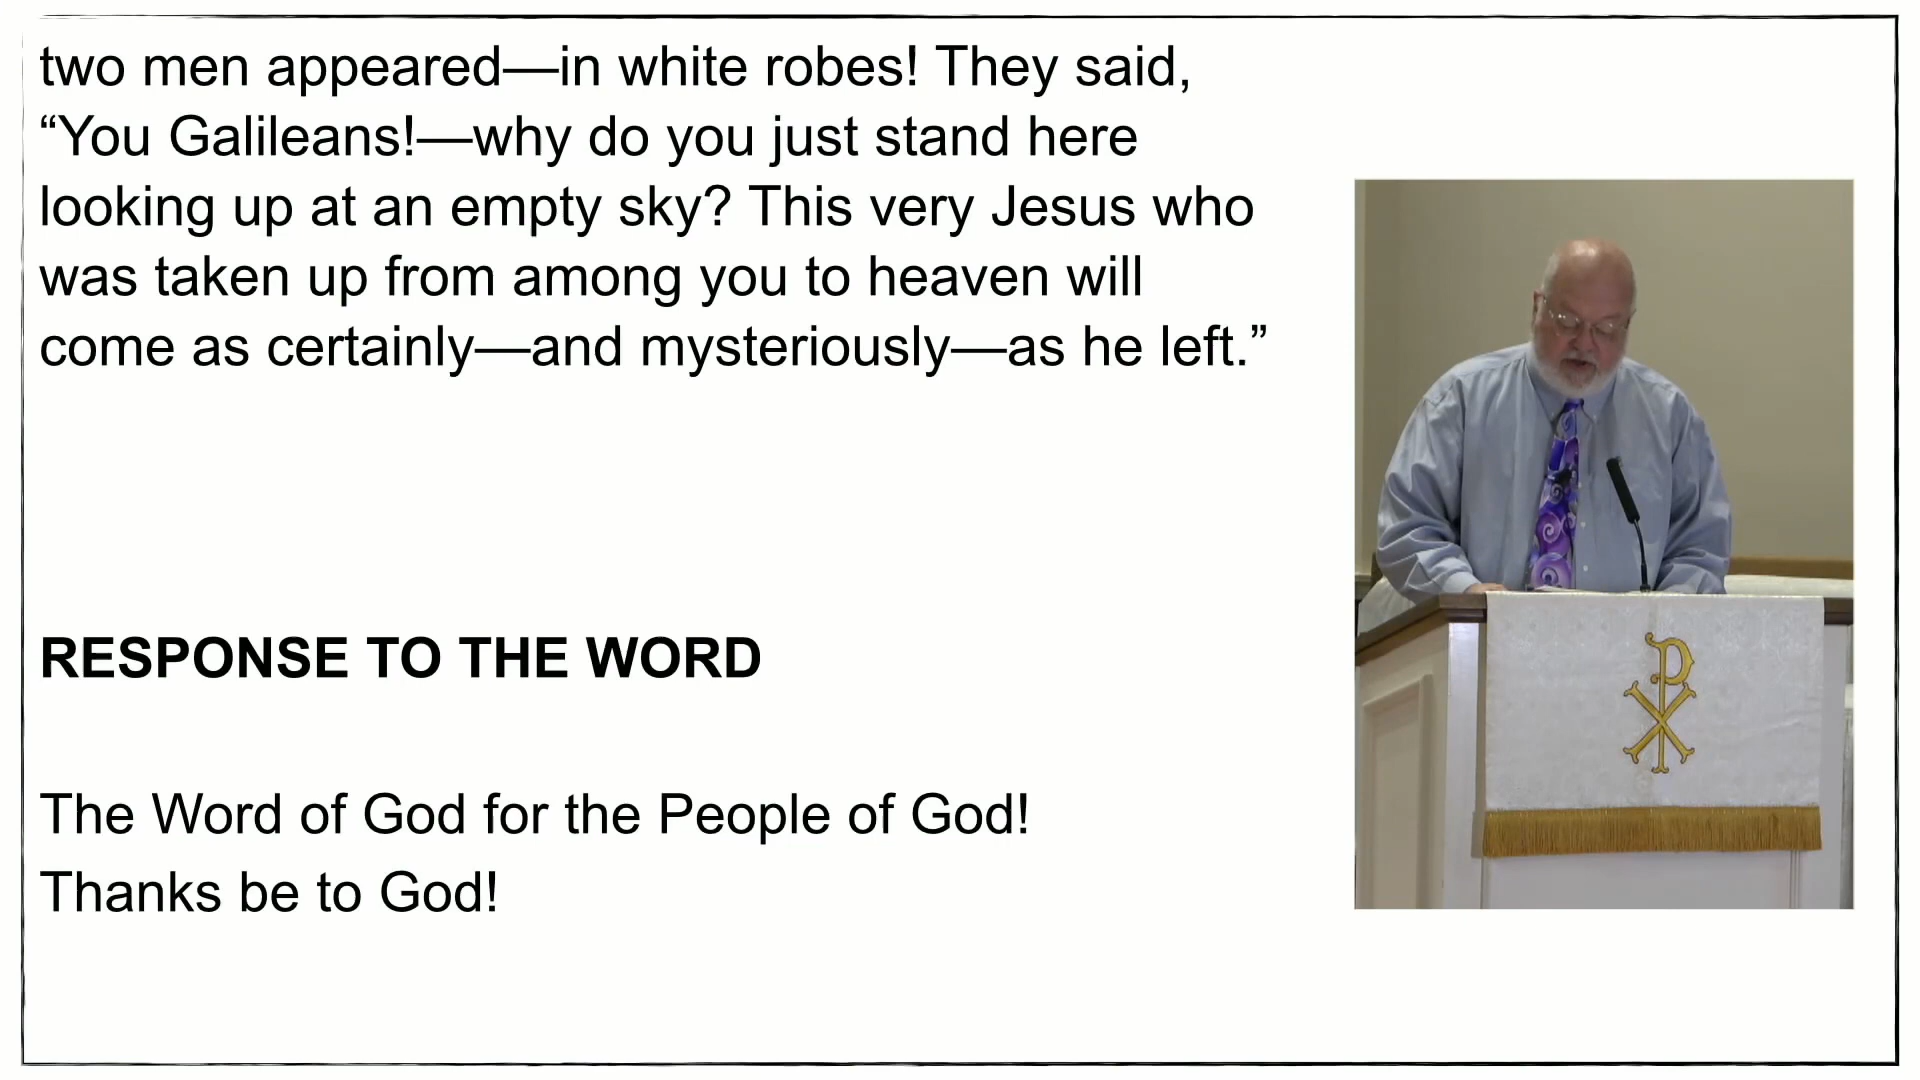 two men appeared—in white robes! They said,
“You Galileans!—why do you just stand here
looking up at an empty sky? This very Jesus who
was taken up from among you to heaven will
come as certainly—and mysteriously—as he left.”
RESPONSE TO THE WORD
The Word of God for the People of God!
Thanks be to God!